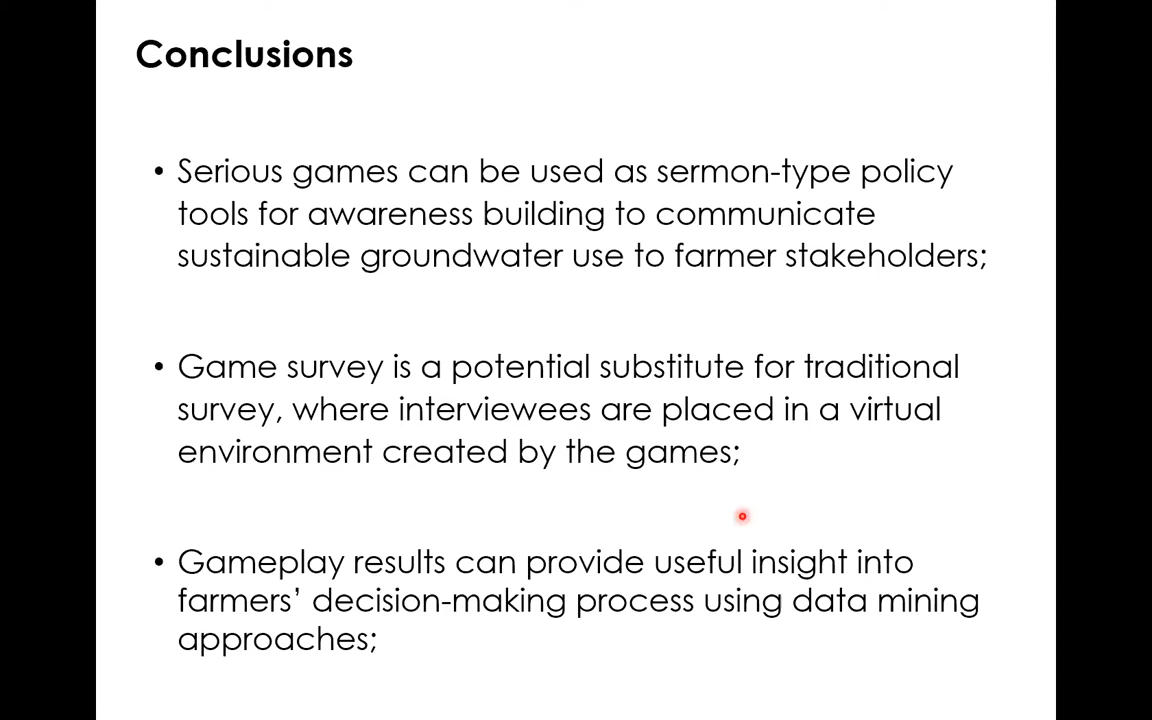 Conclusions
• Serious games can be used as sermon-type policy
tools for awareness building to communicate
sustainable groundwater use to farmer stakeholders;
• Game survey is a potential substitute for traditional
survey, where interviewees are placed in a virtual
environment created by the games;
• Gameplay results can provide useful insight into
farmers’ decision-making process using data mining
approaches;